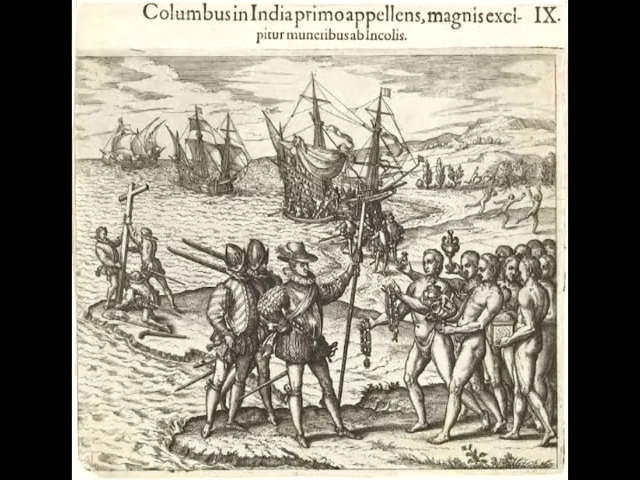 Columbus in India primo appellens, magnis exci- IX.
pitur muneribus ab Incolis.